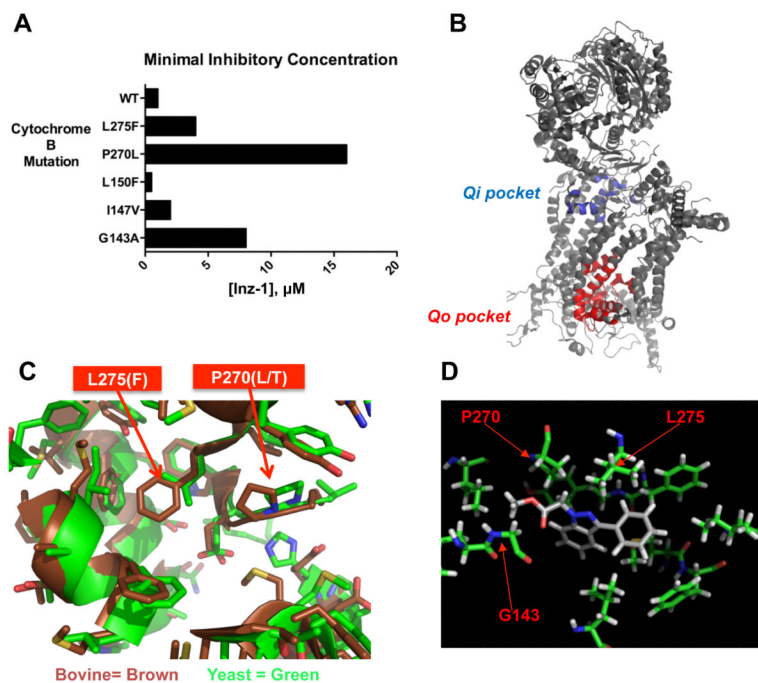 A
Minimal Inhibitory Concentration
Cytochrome
B
Mutation
WT
L275F
P270L
L150F
I147V
G143A
0
5
10
15
20
[Inz-1], µM
B
Qi pocket
Qo pocket
C
L275(F)
P270(L/T)
Bovine= Brown
Yeast = Green
D
P270
L275
G143